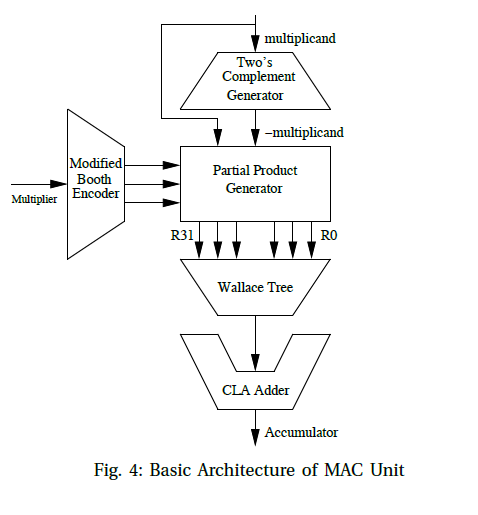 multiplicand
Two's
Complement
Generator
−multiplicand
Modified
Booth
Encoder
Multiplier
Partial Product
Generator
R31
R0
Wallace Tree
CLA Adder
Accumulator
Fig. 4: Basic Architecture of MAC Unit